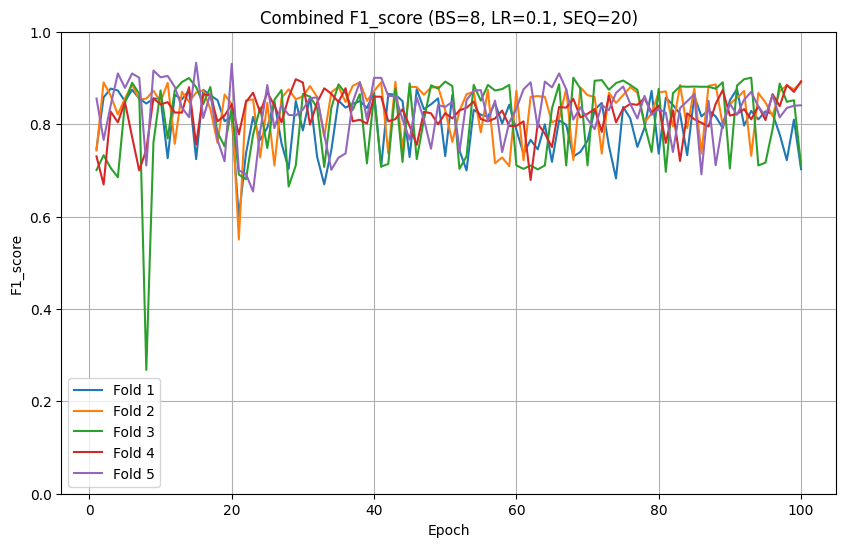 Combined F1_score (BS=8, LR=0.1, SEQ=20)
F1_score
1.0
0.8
0.6
0.4
0.2
0.0
Fold 1
Fold 2
Fold 3
Fold 4
Fold 5
0 20 40 60 80 100
Epoch